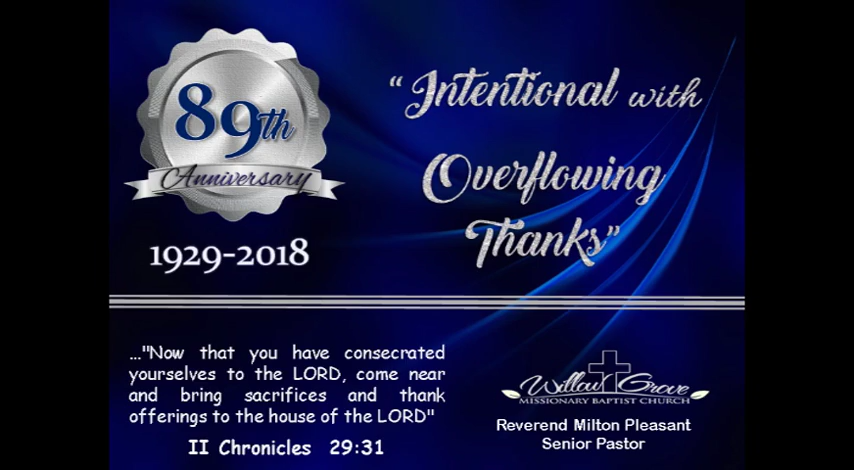 89th
Anniversary
1929-2018
“Intentional with
Overflowing
Thanks”
..."Now that you have consecrated
yourselves to the LORD, come near
and bring sacrifices and thank
offerings to the house of the LORD"
II Chronicles 29:31
Willow Grove
MISSIONARY BAPTIST CHURCH
Reverend Milton Pleasant
Senior Pastor